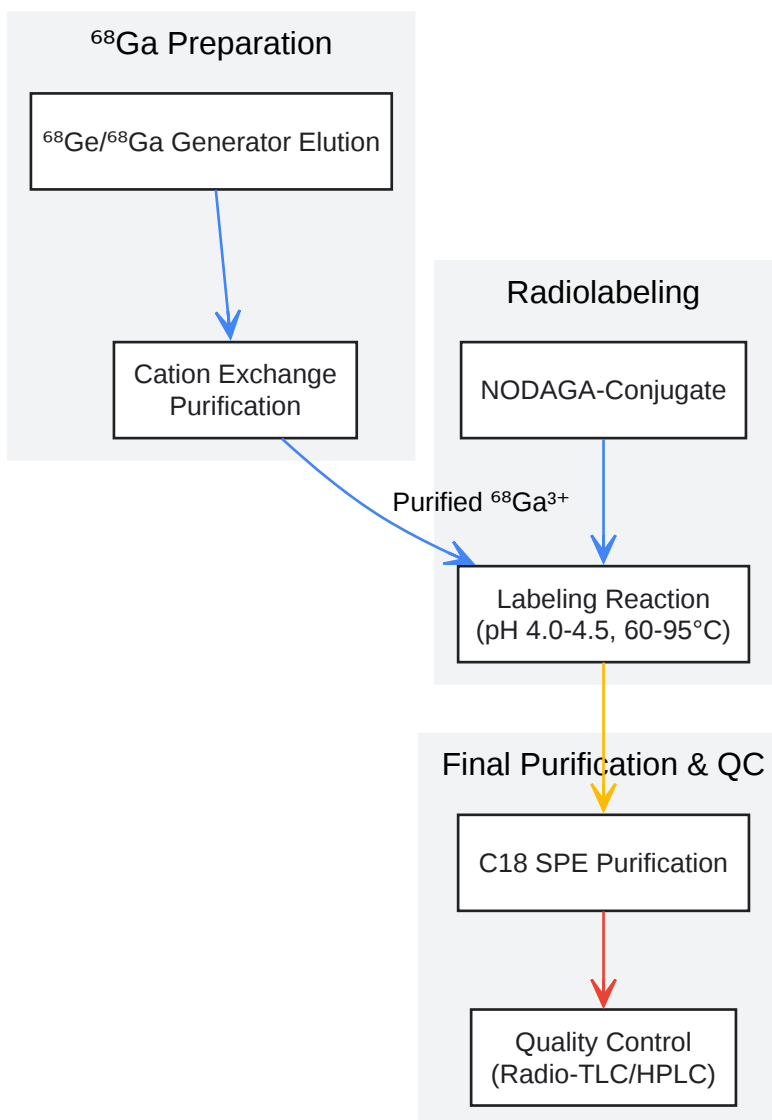 ⁶⁸Ga Preparation
⁶⁸Ge/⁶⁸Ga Generator Elution
Cation Exchange
Purification
Radiolabeling
NODAGA-Conjugate
Purified ⁶⁸Ga³⁺
Labeling Reaction
(pH 4.0-4.5, 60-95°C)
Final Purification & QC
C18 SPE Purification
Quality Control
(Radio-TLC/HPLC)